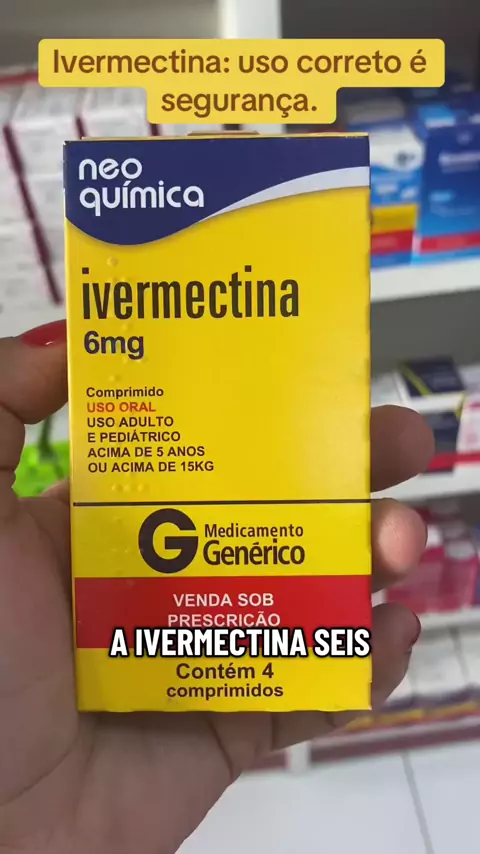 Ivermectina: uso correto é
segurança.
neo
química
ivermectina
6mg
Comprimido
USO ORAL
USO ADULTO
E PEDIÁTRICO
ACIMA DE 5 ANOS
OU ACIMA DE 15KG
G Medicamento
Genérico
VENDA SOB
PRESCRIÇÃO
A IVERMECTINA SEIS
Contém 4
comprimidos